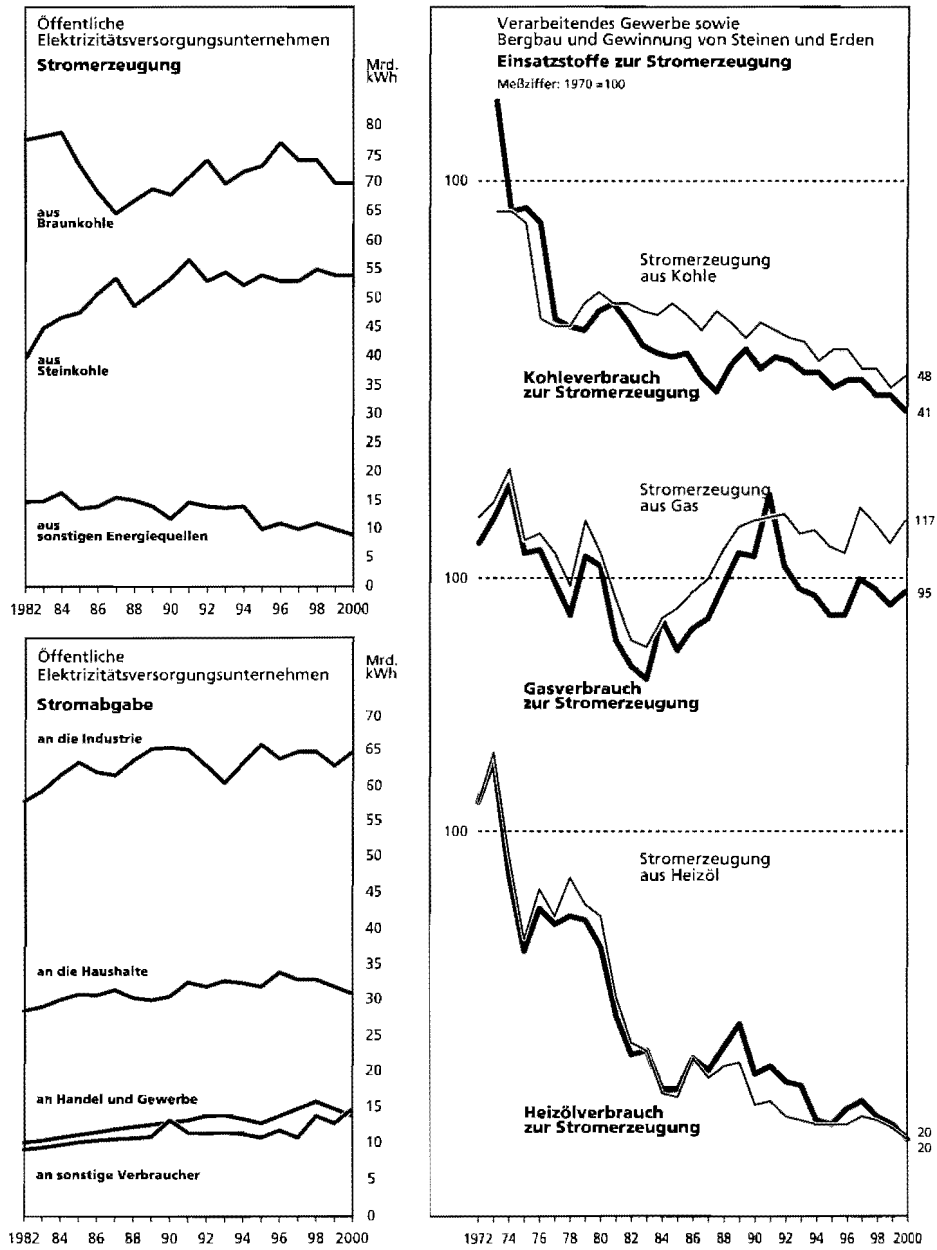 Öffentliche
Elektrizitätsversorgungsunternehmen
Stromerzeugung
Mrd.
kWh
80
75
70
65
60
55
50
45
40
35
30
25
20
15
10
5
0
aus
Braunkohle
aus
Steinkohle
aus
sonstigen Energiequellen
1982 84 86 88 90 92 94 96 98 2000
Öffentliche
Elektrizitätsversorgungsunternehmen
Stromabgabe
Mrd.
kWh
70
65
60
55
50
45
40
35
30
25
20
15
10
5
0
an die Industrie
an die Haushalte
an Handel und Gewerbe
an sonstige Verbraucher
1982 84 86 88 90 92 94 96 98 2000
Verarbeitendes Gewerbe sowie
Bergbau und Gewinnung von Steinen und Erden
Einsatzstoffe zur Stromerzeugung
Meßziffer: 1970 =100
100
Stromerzeugung
aus Kohle
Kohleverbrauch
zur Stromerzeugung
48
41
Stromerzeugung
aus Gas
117
100
95
Gasverbrauch
zur Stromerzeugung
100
Stromerzeugung
aus Heizöl
Heizölverbrauch
zur Stromerzeugung
20
20
1972 74 76 78 80 82 84 86 88 90 92 94 96 98 2000